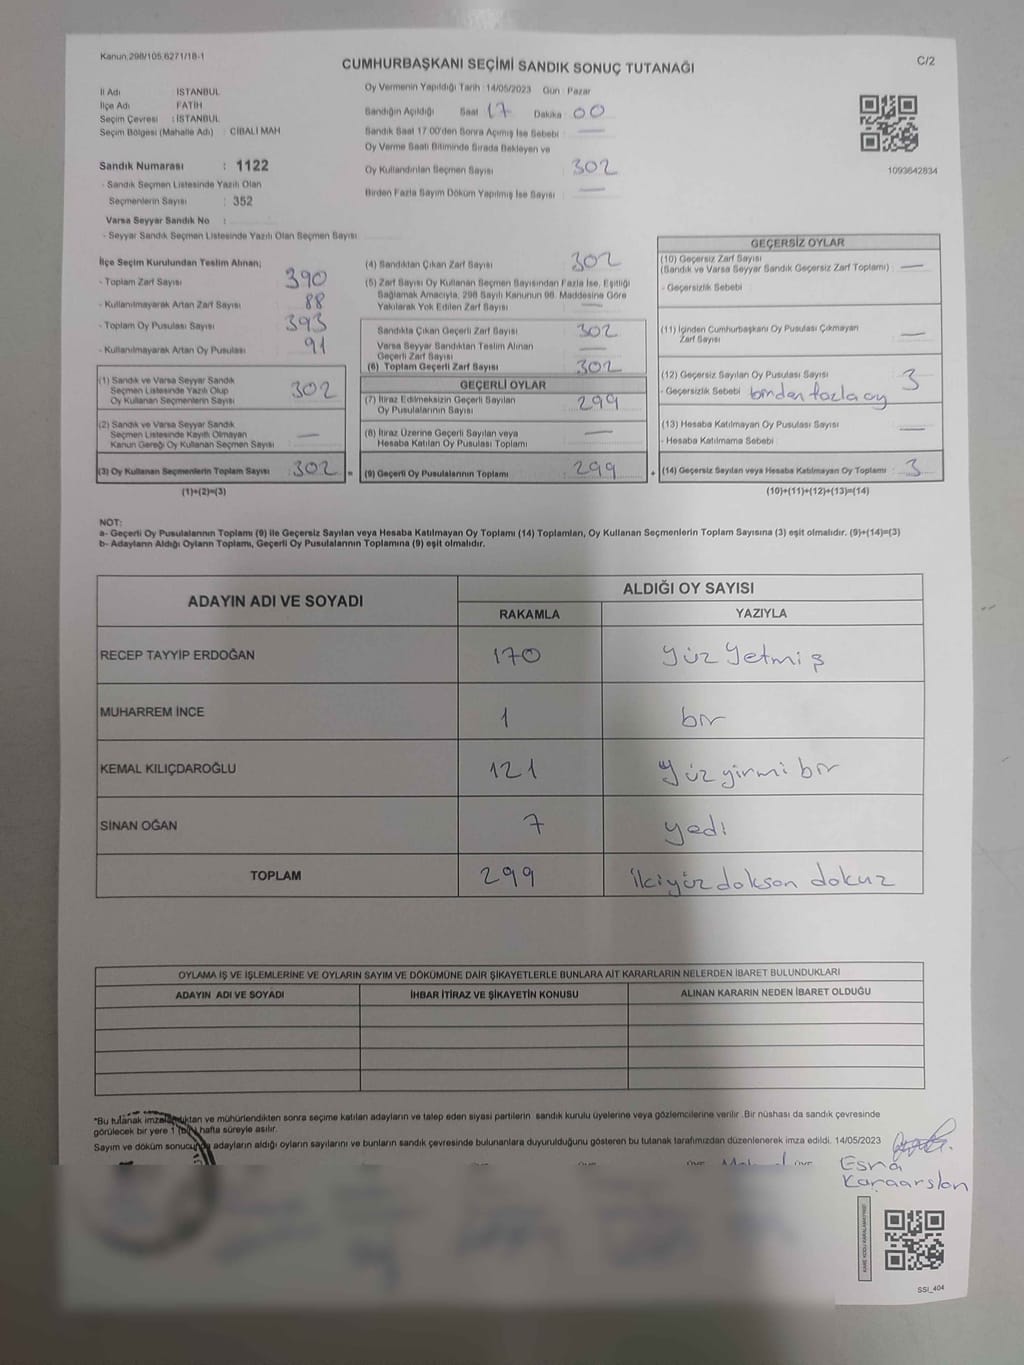 Kanun.298/105,6271/18-1
CUMHURBAŞKANI SEÇİMİ SANDIK SONUÇ TUTANAĞI
C/2
İl Adı : İSTANBUL
İlçe Adı : FATİH
Seçim Çevresi : İSTANBUL
Seçim Bölgesi (Mahalle Adı) : CİBALİ MAH
Sandık Numarası : 1122
- Sandık Seçmen Listesinde Yazılı Olan
Seçmenlerin Sayısı : 352
Varsa Seyyar Sandık No :
- Seyyar Sandık Seçmen Listesinde Yazılı Olan Seçmen Sayısı
Oy Vermenin Yapıldığı Tarih :14/05/2023 Gün : Pazar
Sandığın Açıldığı Saat 17 Dakika 00
Sandık Saat 17.00'den Sonra Açımış İse Sebebi : —
Oy Verme Saati Bitiminde Sırada Bekleyen ve
Oy Kullandırılan Seçmen Sayısı : 302
Birden Fazla Sayım Döküm Yapılmış İse Sayısı : —
1093642834
İlçe Seçim Kurulundan Teslim Alınan;
- Toplam Zarf Sayısı 390
- Kullanılmayarak Artan Zarf Sayısı 88
- Toplam Oy Pusulası Sayısı 393
- Kullanılmayarak Artan Oy Pusulası 91
(1) Sandık ve Varsa Seyyar Sandık
Seçmen Listesinde Yazılı Olup
Oy Kullanan Seçmenlerin Sayısı 302
(2) Sandık ve Varsa Seyyar Sandık
Seçmen Listesinde Kayıtlı Olmayan
Kanun Gereği Oy Kullanan Seçmen Sayısı : —
(3) Oy Kullanan Seçmenlerin Toplam Sayısı : 302 =
(1)+(2)=(3)
(4) Sandıktan Çıkan Zarf Sayısı 302
(5) Zarf Sayısı Oy Kullanan Seçmen Sayısından Fazla İse, Eşitliği
Sağlamak Amacıyla, 298 Sayılı Kanunun 98. Maddesine Göre
Yakılarak Yok Edilen Zarf Sayısı : —
Sandıkta Çıkan Geçerli Zarf Sayısı : 302
Varsa Seyyar Sandıktan Teslim Alınan
Geçerli Zarf Sayısı : —
(6) Toplam Geçerli Zarf Sayısı : 302
GEÇERLİ OYLAR
(7) İtiraz Edilmeksizin Geçerli Sayılan
Oy Pusulalarının Sayısı : 299
(8) İtiraz Üzerine Geçerli Sayılan veya
Hesaba Katılan Oy Pusulası Toplamı : —
(9) Geçerli Oy Pusulalarının Toplamı : 299 +
GEÇERSİZ OYLAR
(10) Geçersiz Zarf Sayısı
(Sandık ve Varsa Seyyar Sandık Geçersiz Zarf Toplamı) : —
- Geçersizlik Sebebi
(11) İçinden Cumhurbaşkanı Oy Pusulası Çıkmayan
Zarf Sayısı : —
(12) Geçersiz Sayılan Oy Pusulası Sayısı : 3
- Geçersizlik Sebebi birden fazla oy
(13) Hesaba Katılmayan Oy Pusulası Sayısı : —
- Hesaba Katılmama Sebebi
(14) Geçersiz Sayılan veya Hesaba Katılmayan Oy Toplamı : 3
(10)+(11)+(12)+(13)=(14)
NOT:
a- Geçerli Oy Pusulalarının Toplamı (9) ile Geçersiz Sayılan veya Hesaba Katılmayan Oy Toplamı (14) Toplamları, Oy Kullanan Seçmenlerin Toplam Sayısına (3) eşit olmalıdır. (9)+(14)=(3)
b- Adayların Aldığı Oyların Toplamı, Geçerli Oy Pusulalarının Toplamına (9) eşit olmalıdır.
ADAYIN ADI VE SOYADI ALDIĞI OY SAYISI
RAKAMLA YAZIYLA
RECEP TAYYİP ERDOĞAN 170 yüz yetmiş
MUHARREM İNCE 1 bir
KEMAL KILIÇDAROĞLU 121 yüz yirmi bir
SİNAN OĞAN 7 yedi
TOPLAM 299 ikiyüz doksan dokuz
OYLAMA İŞ VE İŞLEMLERİNE VE OYLARIN SAYIM VE DÖKÜMÜNE DAİR ŞİKAYETLERLE BUNLARA AİT KARARLARIN NELERDEN İBARET BULUNDUKLARI
ADAYIN ADI VE SOYADI İHBAR İTİRAZ VE ŞİKAYETİN KONUSU ALINAN KARARIN NEDEN İBARET OLDUĞU
*Bu tutanak imzalandıktan ve mühürlendikten sonra seçime katılan adayların ve talep eden siyasi partilerin sandık kurulu üyelerine veya gözlemcilerine verilir .Bir nüshası da sandık çevresinde
görülecek bir yere 1 (bir) hafta süreyle asılır.
Sayım ve döküm sonucunda adayların aldığı oyların sayılarını ve bunların sandık çevresinde bulunanlara duyurulduğunu gösteren bu tutanak tarafımızdan düzenlenerek imza edildi. 14/05/2023
Esra
Karaarslan
KARE KODU KARALAMAYINIZ!
SSI_404